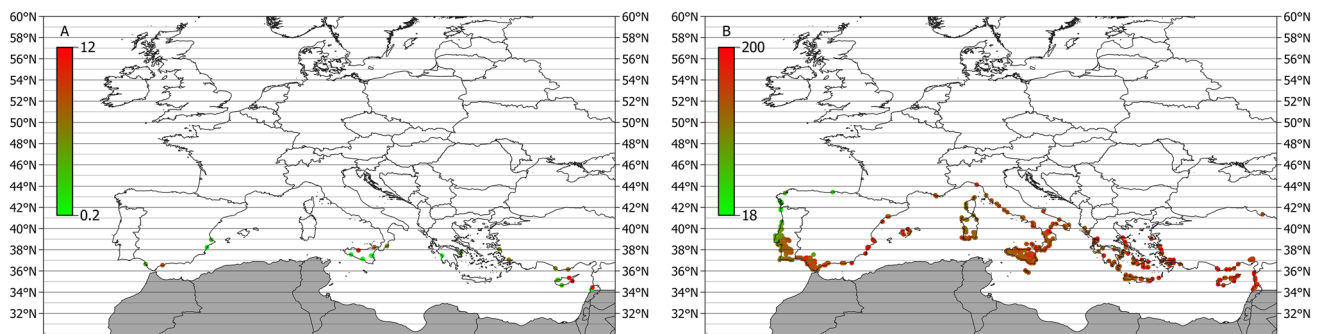 60°N A 60°N
58°N 12 58°N
56°N 56°N
54°N 54°N
52°N 52°N
50°N 50°N
48°N 48°N
46°N 46°N
44°N 0.2 44°N
42°N 42°N
40°N 40°N
38°N 38°N
36°N 36°N
34°N 34°N
32°N 32°N
60°N B 60°N
58°N 200 58°N
56°N 56°N
54°N 54°N
52°N 52°N
50°N 50°N
48°N 48°N
46°N 46°N
44°N 18 44°N
42°N 42°N
40°N 40°N
38°N 38°N
36°N 36°N
34°N 34°N
32°N 32°N